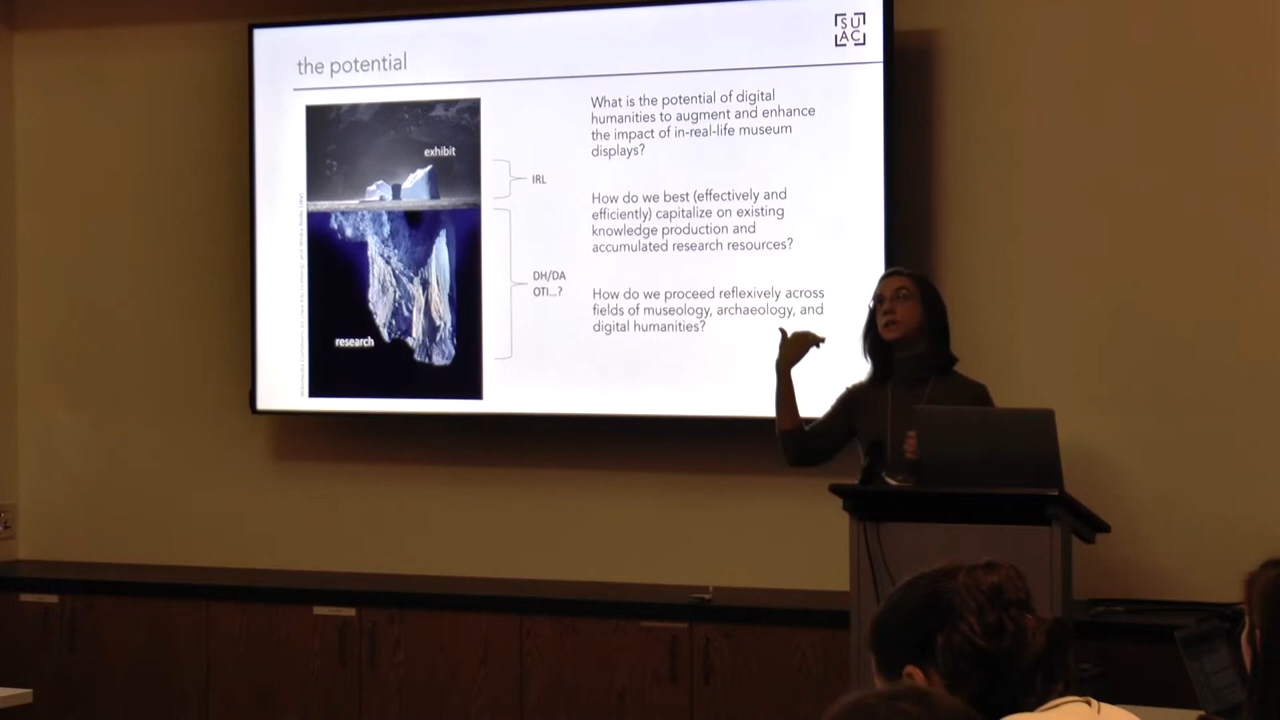 SU
AC
the potential
exhibit
research
IRL
DH/DA
OTI...?
What is the potential of digital
humanities to augment and enhance
the impact of in-real-life museum
displays?
How do we best (effectively and
efficiently) capitalize on existing
knowledge production and
accumulated research resources?
How do we proceed reflexively across
fields of museology, archaeology, and
digital humanities?